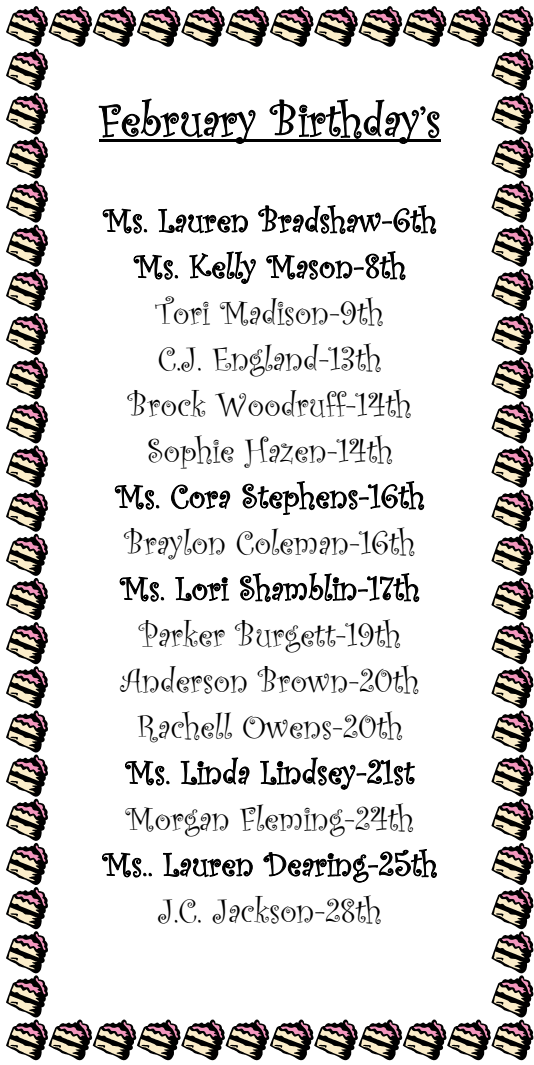 February Birthday's
Ms. Lauren Bradshaw-6th
Ms. Kelly Mason-8th
Tori Madison-9th
C.J. England-13th
Brock Woodruff-14th
Sophie Hazen-14th
Ms. Cora Stephens-16th
Braylon Coleman-16th
Ms. Lori Shamblin-17th
Parker Burgett-19th
Anderson Brown-20th
Rachell Owens-20th
Ms. Linda Lindsey-21st
Morgan Fleming-24th
Ms.. Lauren Dearing-25th
J.C. Jackson-28th